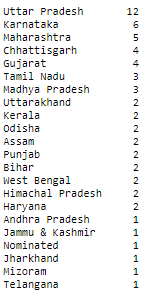 Uttar Pradesh 12
Karnataka 6
Maharashtra 5
Chhattisgarh 4
Gujarat 4
Tamil Nadu 3
Madhya Pradesh 3
Uttarakhand 2
Kerala 2
Odisha 2
Assam 2
Punjab 2
Bihar 2
West Bengal 2
Himachal Pradesh 2
Haryana 2
Andhra Pradesh 1
Jammu & Kashmir 1
Nominated 1
Jharkhand 1
Mizoram 1
Telangana 1